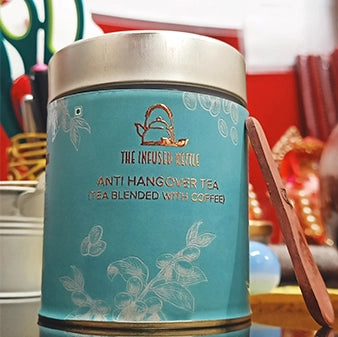 THE INFUSED KETTLE
ANTI HANGOVER TEA
(TEA BLENDED WITH COFFEE)